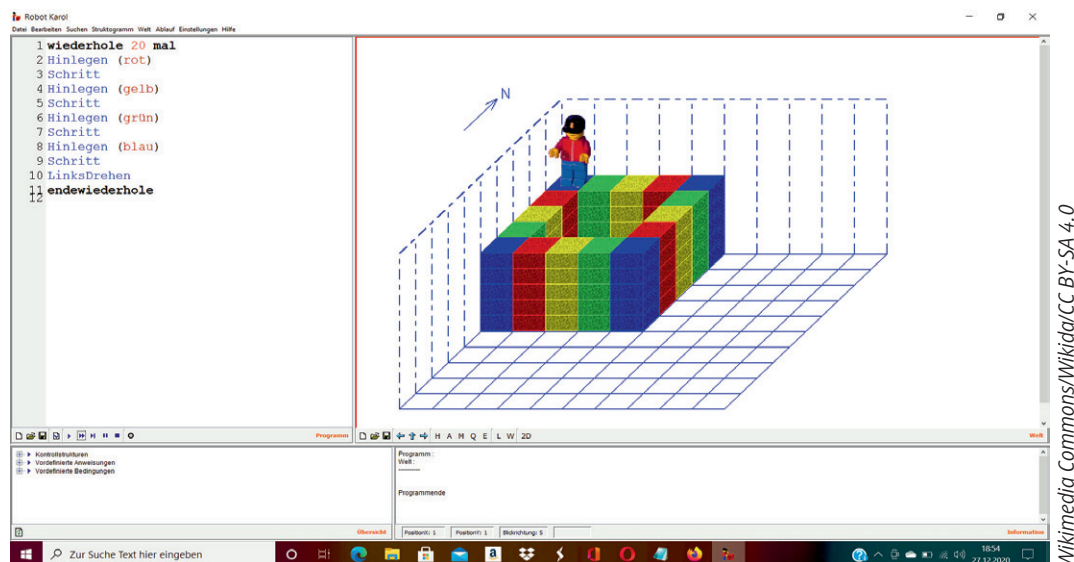 Robot Karol
Datei Bearbeiten Suchen Struktogramm Welt Ablauf Einstellungen Hilfe
1 wiederhole 20 mal
2 Hinlegen (rot)
3 Schritt
4 Hinlegen (gelb)
5 Schritt
6 Hinlegen (grün)
7 Schritt
8 Hinlegen (blau)
9 Schritt
10 LinksDrehen
11 endewiederhole
12
N
Programm
H A M Q E L W 2D
Welt
Kontrollstrukturen
Vordefinierte Anweisungen
Vordefinierte Bedingungen
Übersicht
Programm :
Welt :
----------
Programmende
PositionX: 1 PositionY: 1 Blickrichtung: S
Information
Zur Suche Text hier eingeben
18:54
27.12.2020
Wikimedia Commons/Wikida/CC BY-SA 4.0